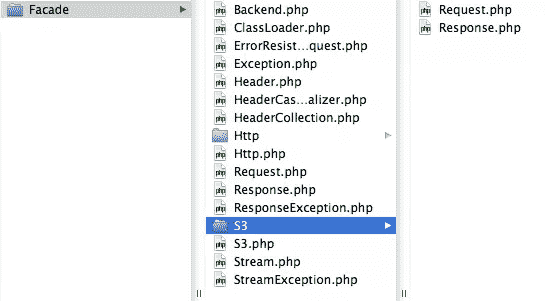 Facade
Backend.php
ClassLoader.php
ErrorResist...quest.php
Exception.php
Header.php
HeaderCas...alizer.php
HeaderCollection.php
Http
Http.php
Request.php
Response.php
ResponseException.php
S3
S3.php
Stream.php
StreamException.php
Request.php
Response.php